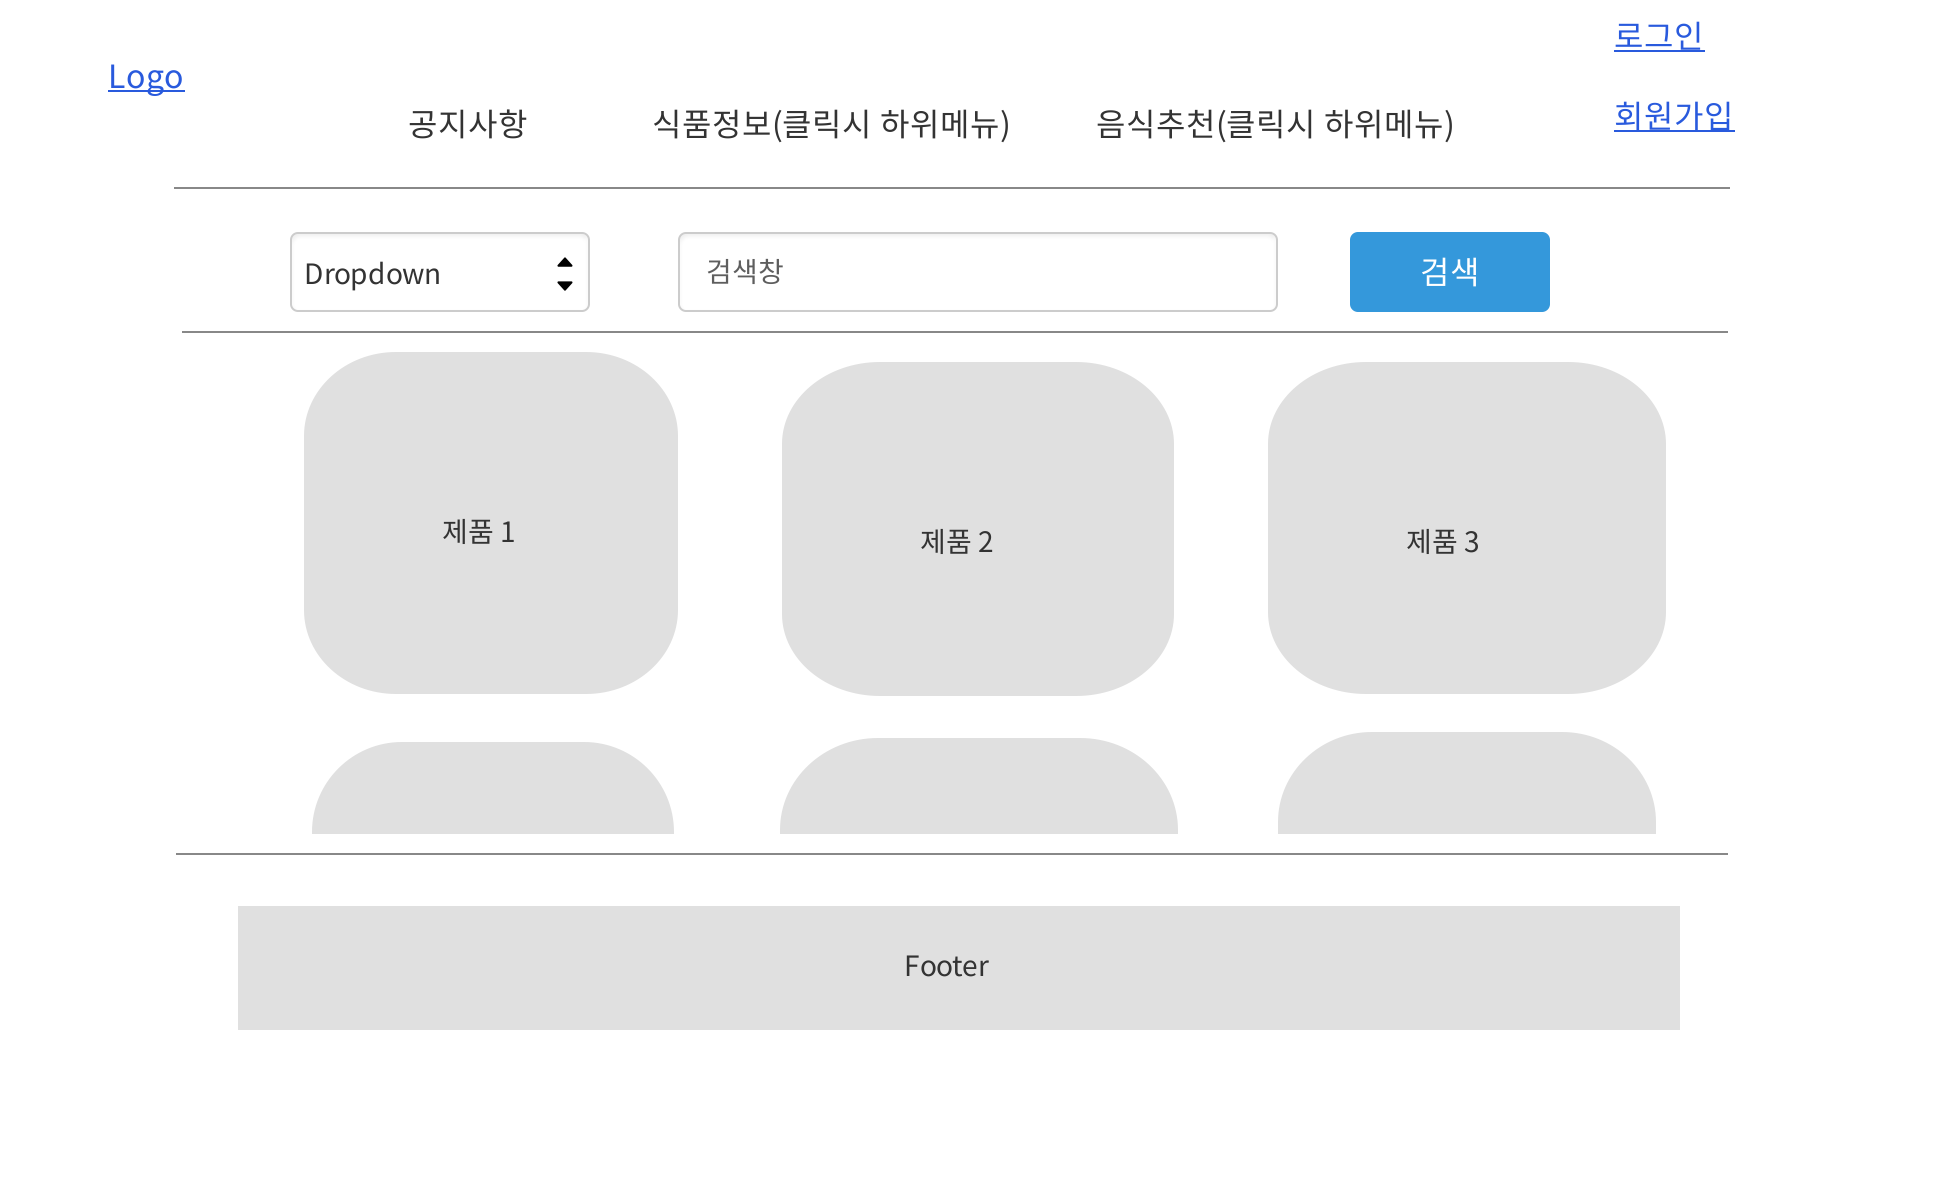 로그인
Logo
회원가입
공지사항 식품정보(클릭시 하위메뉴) 음식추천(클릭시 하위메뉴)
Dropdown 검색창 검색
제품 1 제품 2 제품 3
Footer